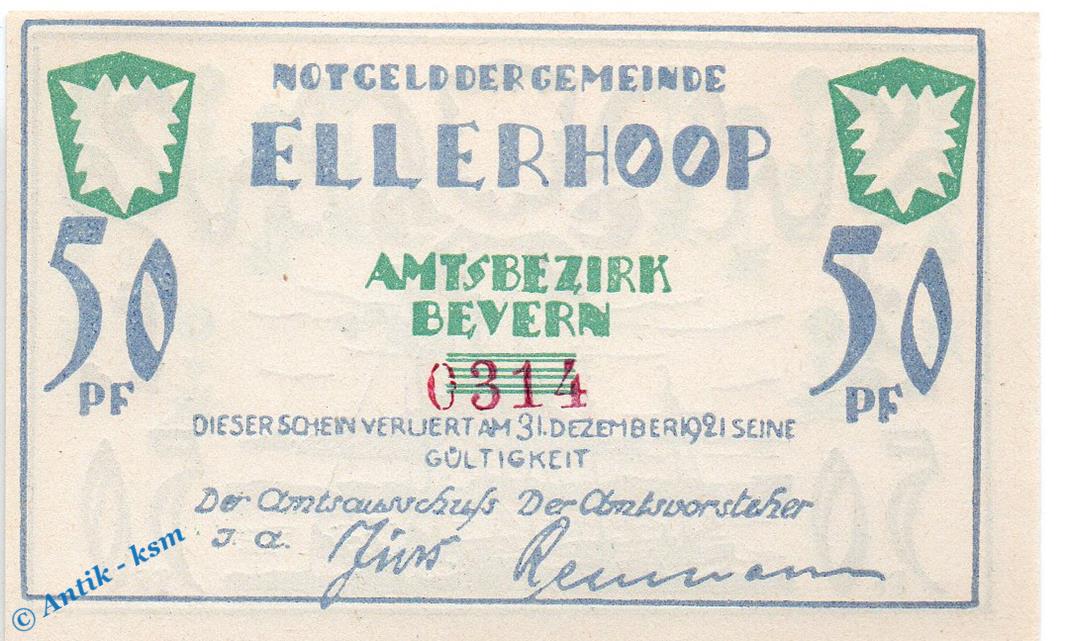 NOTGELD DER GEMEINDE
ELLERHOOP
50 PF
50 PF
AMTSBEZIRK
BEVERN
0314
DIESER SCHEIN VERLIERT AM 31. DEZEMBER 1921 SEINE
GÜLTIGKEIT
Der Amtsausschuß Der Amtsvorsteher
I. A.
© Antik - ksm